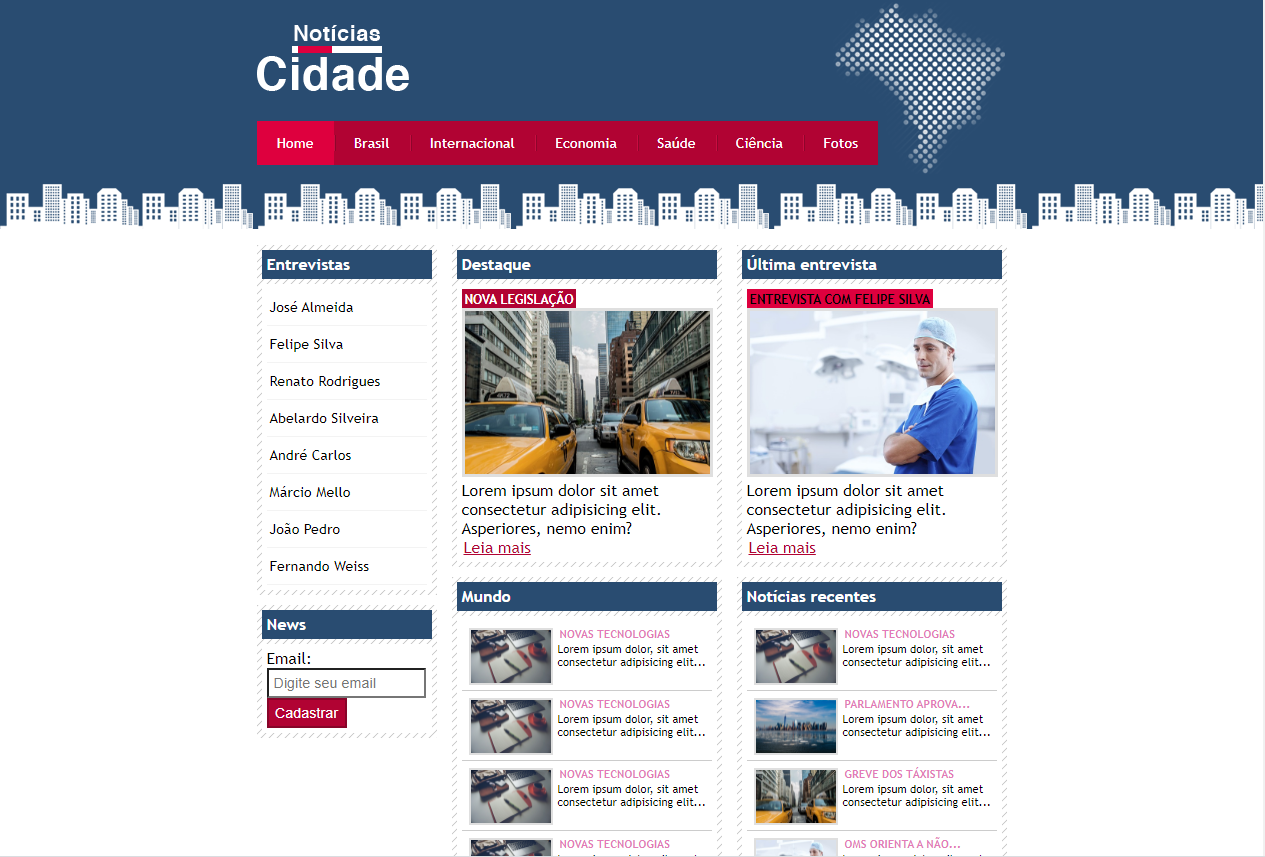 Notícias
Cidade
Home Brasil Internacional Economia Saúde Ciência Fotos
Entrevistas
José Almeida
Felipe Silva
Renato Rodrigues
Abelardo Silveira
André Carlos
Márcio Mello
João Pedro
Fernando Weiss
News
Email:
Digite seu email
Cadastrar
Destaque
NOVA LEGISLAÇÃO
Lorem ipsum dolor sit amet
consectetur adipisicing elit.
Asperiores, nemo enim?
Leia mais
Última entrevista
ENTREVISTA COM FELIPE SILVA
Lorem ipsum dolor sit amet
consectetur adipisicing elit.
Asperiores, nemo enim?
Leia mais
Mundo
NOVAS TECNOLOGIAS
Lorem ipsum dolor, sit amet
consectetur adipisicing elit...
NOVAS TECNOLOGIAS
Lorem ipsum dolor, sit amet
consectetur adipisicing elit...
NOVAS TECNOLOGIAS
Lorem ipsum dolor, sit amet
consectetur adipisicing elit...
NOVAS TECNOLOGIAS
Notícias recentes
NOVAS TECNOLOGIAS
Lorem ipsum dolor, sit amet
consectetur adipisicing elit...
PARLAMENTO APROVA...
Lorem ipsum dolor, sit amet
consectetur adipisicing elit...
GREVE DOS TÁXISTAS
Lorem ipsum dolor, sit amet
consectetur adipisicing elit...
OMS ORIENTA A NÃO...